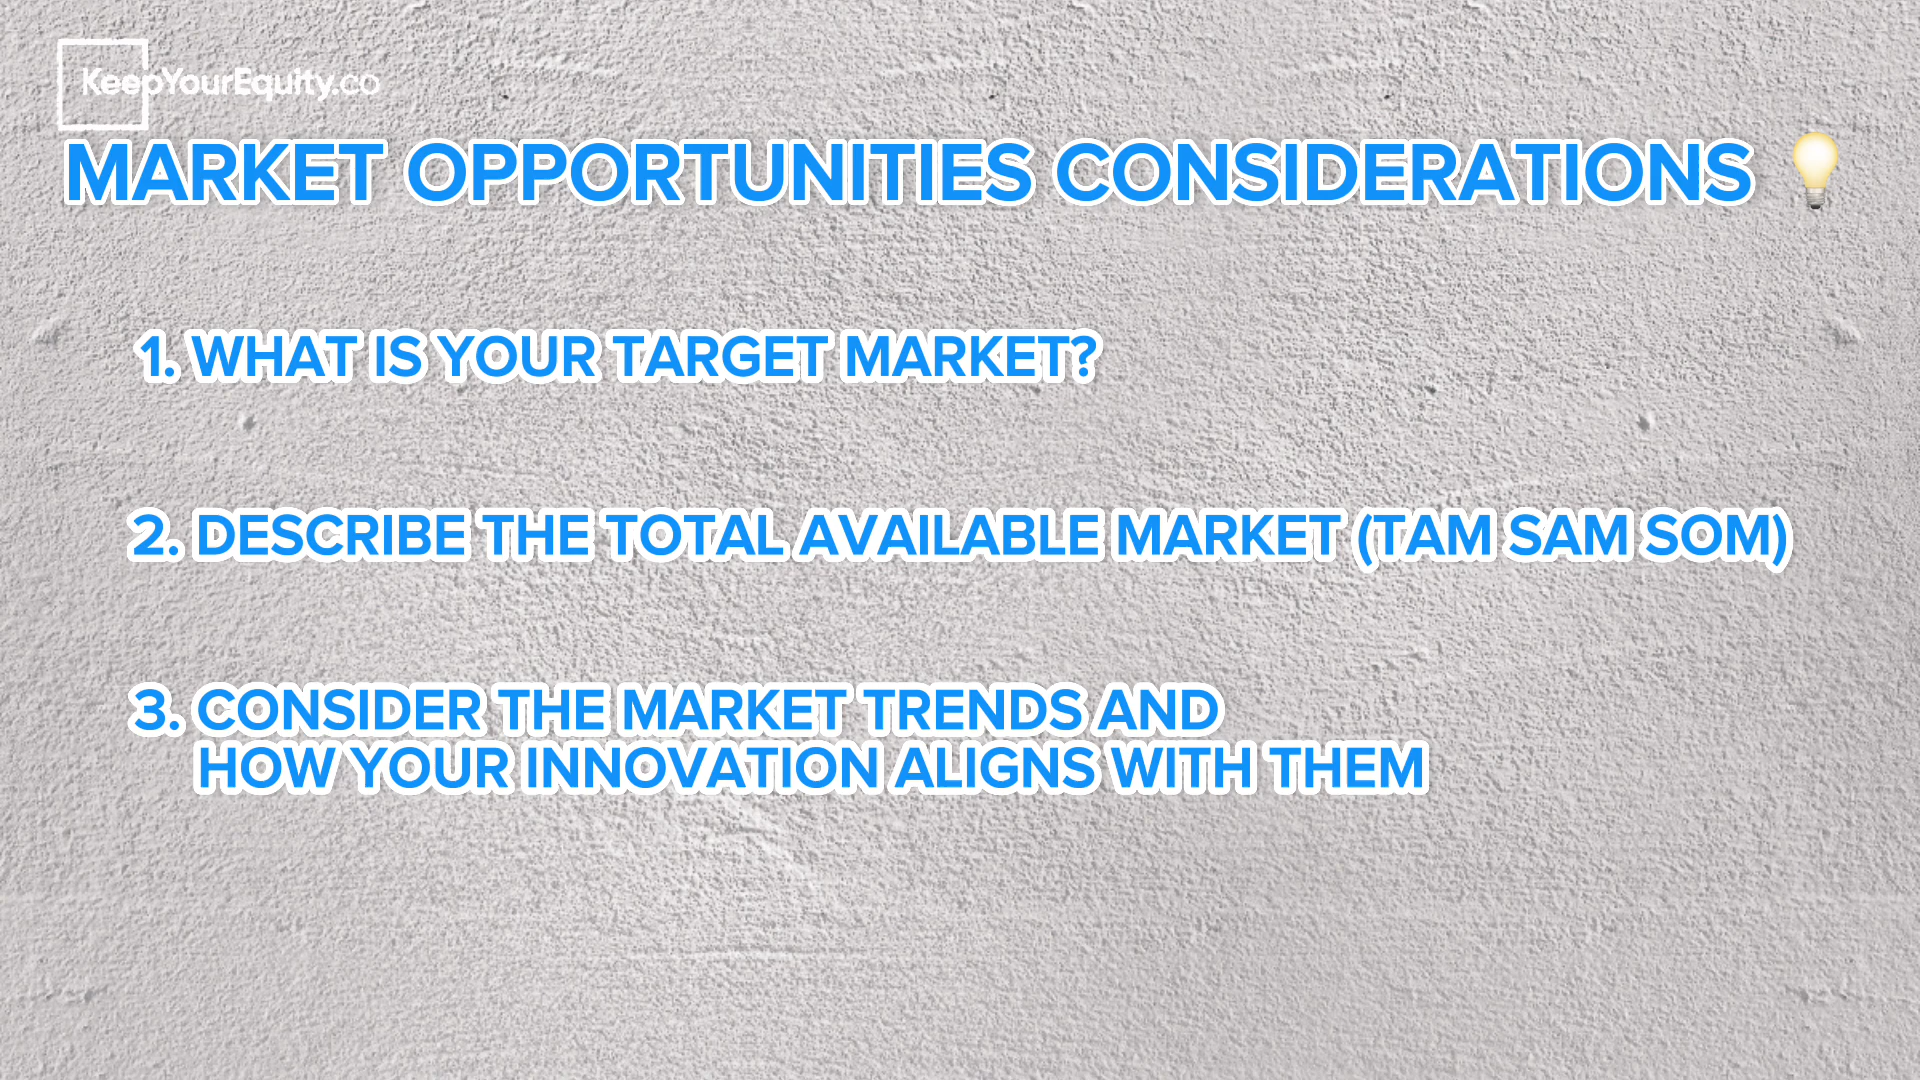 KeepYourEquity.co
MARKET OPPORTUNITIES CONSIDERATIONS 💡
1. WHAT IS YOUR TARGET MARKET?
2. DESCRIBE THE TOTAL AVAILABLE MARKET (TAM SAM SOM)
3. CONSIDER THE MARKET TRENDS AND
HOW YOUR INNOVATION ALIGNS WITH THEM